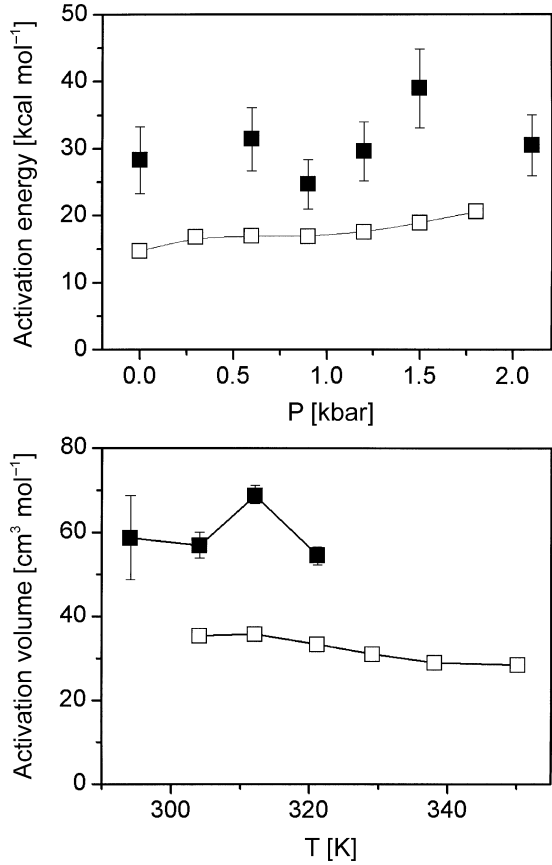 Activation energy [kcal mol⁻¹]
50
40
30
20
10
0
0.0 0.5 1.0 1.5 2.0
P [kbar]
Activation volume [cm³ mol⁻¹]
80
60
40
20
0
300 320 340
T [K]